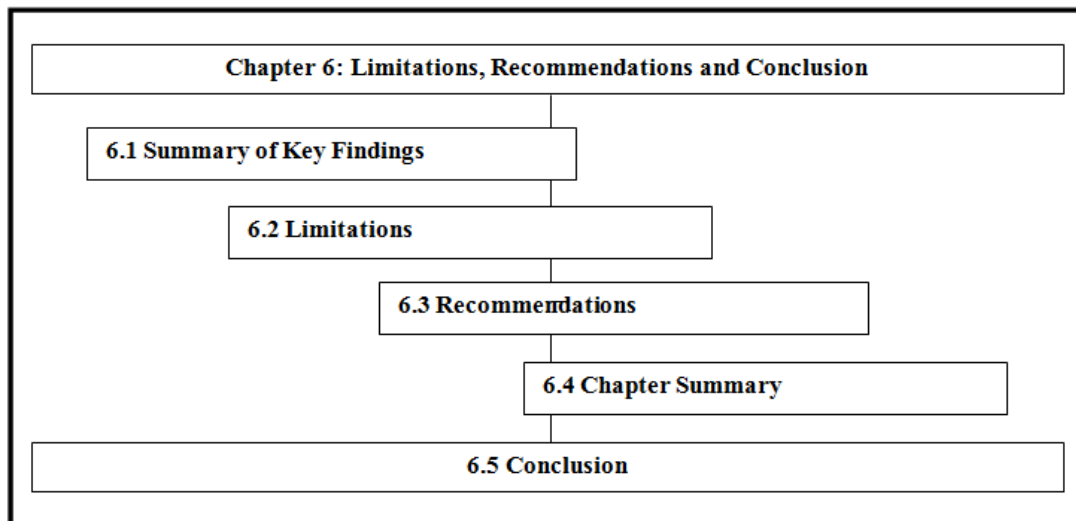 Chapter 6: Limitations, Recommendations and Conclusion
6.1 Summary of Key Findings
6.2 Limitations
6.3 Recommendations
6.4 Chapter Summary
6.5 Conclusion